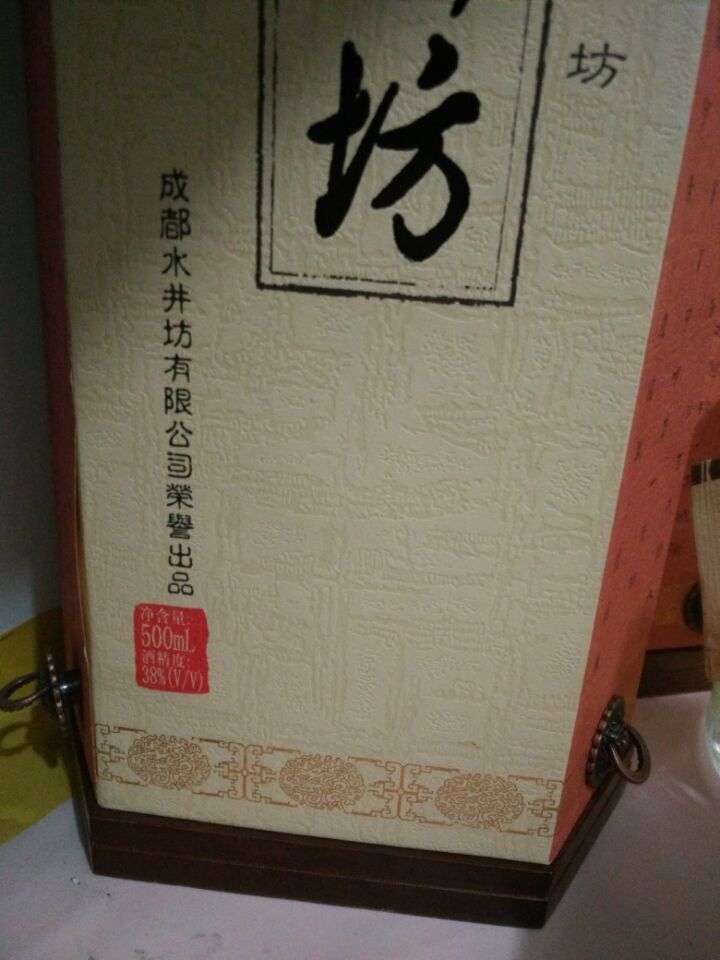 坊
坊
成都水井坊有限公司荣譽出品
净含量:
500mL
酒精度:
38%(V/V)